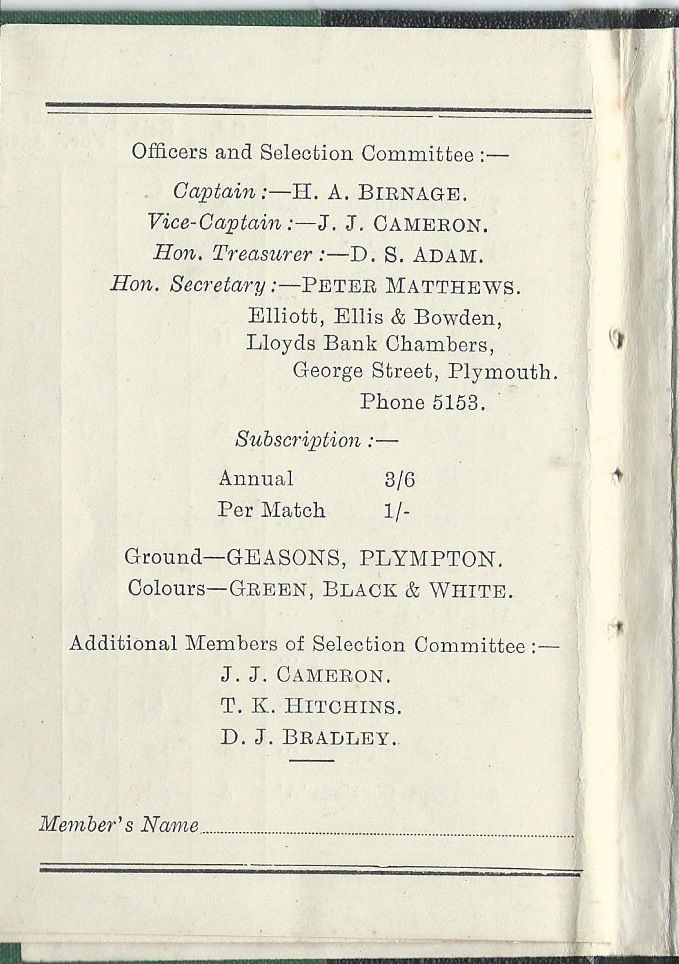 Officers and Selection Committee :—
Captain :—H. A. BIRNAGE.
Vice-Captain :—J. J. CAMERON.
Hon. Treasurer :—D. S. ADAM.
Hon. Secretary :—PETER MATTHEWS.
Elliott, Ellis & Bowden,
Lloyds Bank Chambers,
George Street, Plymouth.
Phone 5153.
Subscription :—
Annual 3/6
Per Match 1/-
Ground—GEASONS, PLYMPTON.
Colours—GREEN, BLACK & WHITE.
Additional Members of Selection Committee :—
J. J. CAMERON.
T. K. HITCHINS.
D. J. BRADLEY.
Member's Name